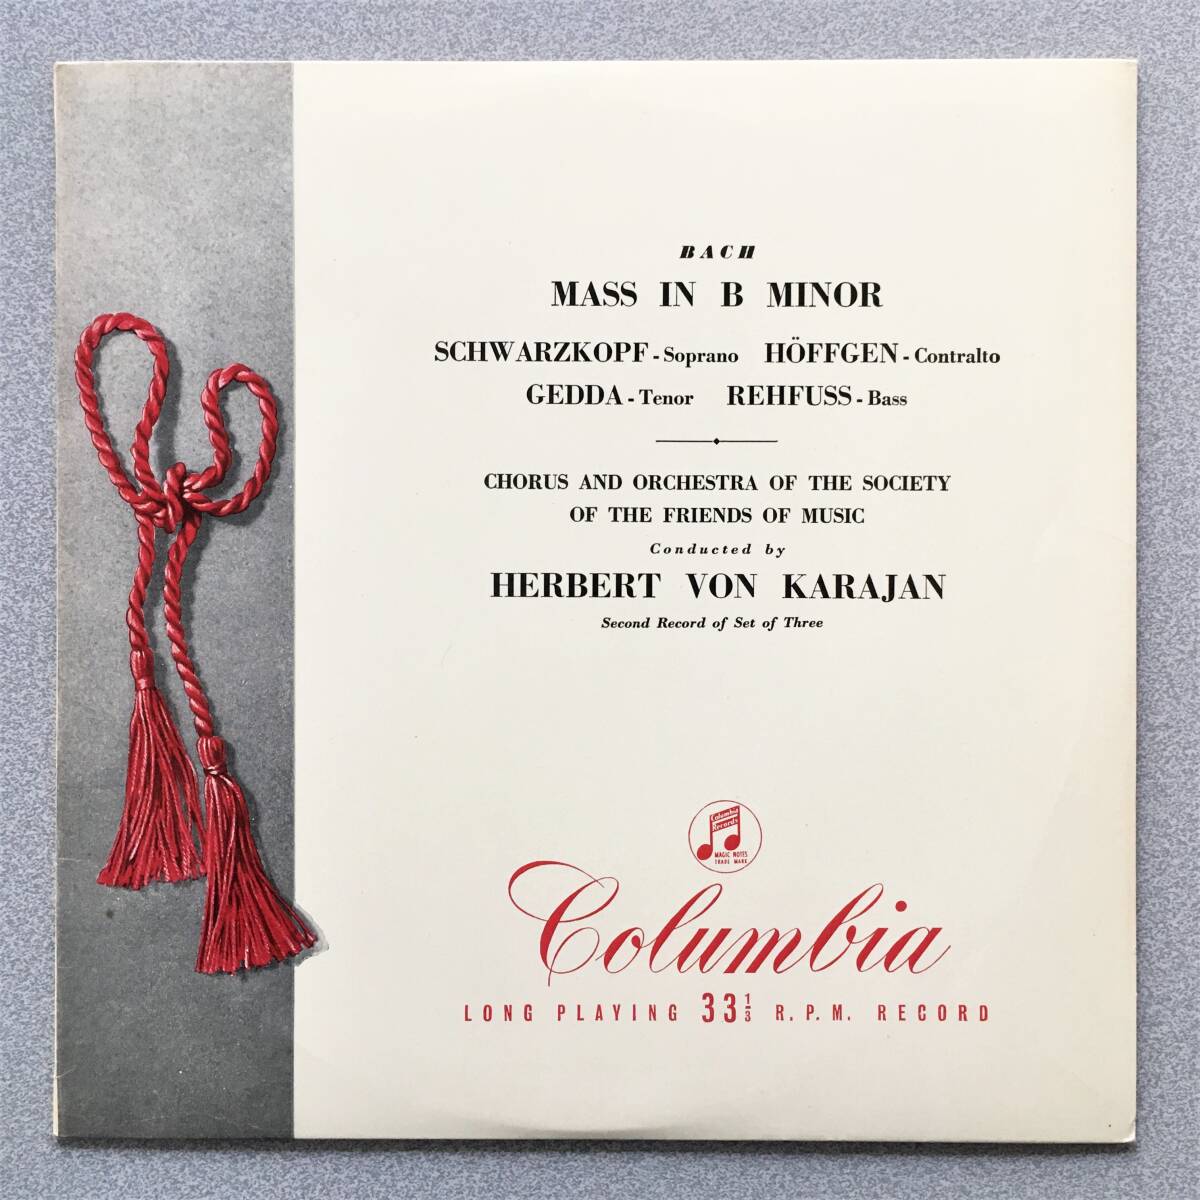 BACH
MASS IN B MINOR
SCHWARZKOPF - Soprano HÖFFGEN - Contralto
GEDDA - Tenor REHFUSS - Bass
CHORUS AND ORCHESTRA OF THE SOCIETY
OF THE FRIENDS OF MUSIC
Conducted by
HERBERT VON KARAJAN
Second Record of Set of Three
Columbia
Records
MAGIC NOTES
TRADE MARK
Columbia
LONG PLAYING 33 1/3 R.P.M. RECORD